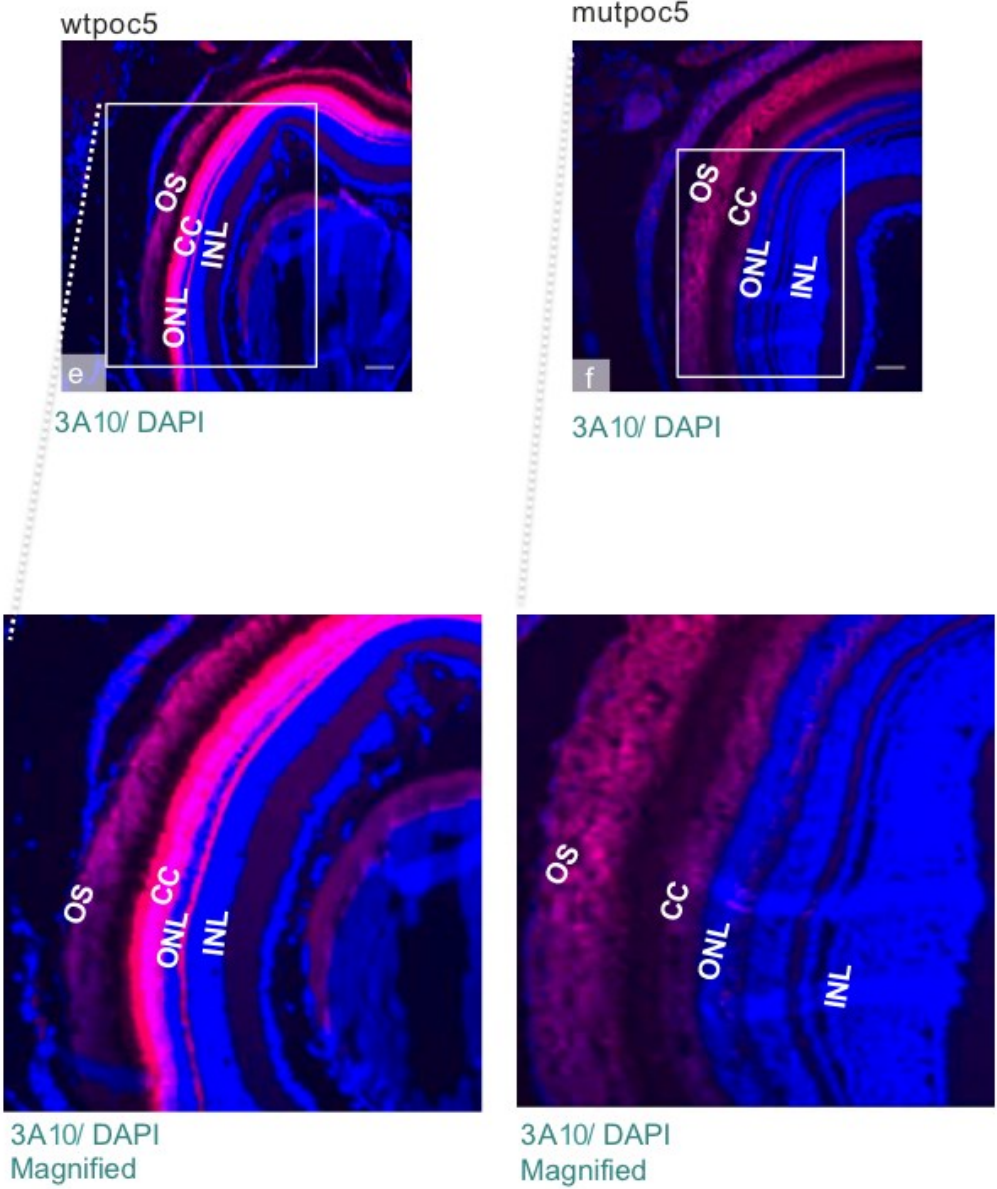 wtpoc5
mutpoc5
OS
CC
INL
ONL
e
OS
CC
ONL
INL
f
3A10/ DAPI
3A10/ DAPI
OS
CC
ONL
INL
OS
CC
ONL
INL
3A10/ DAPI
Magnified
3A10/ DAPI
Magnified